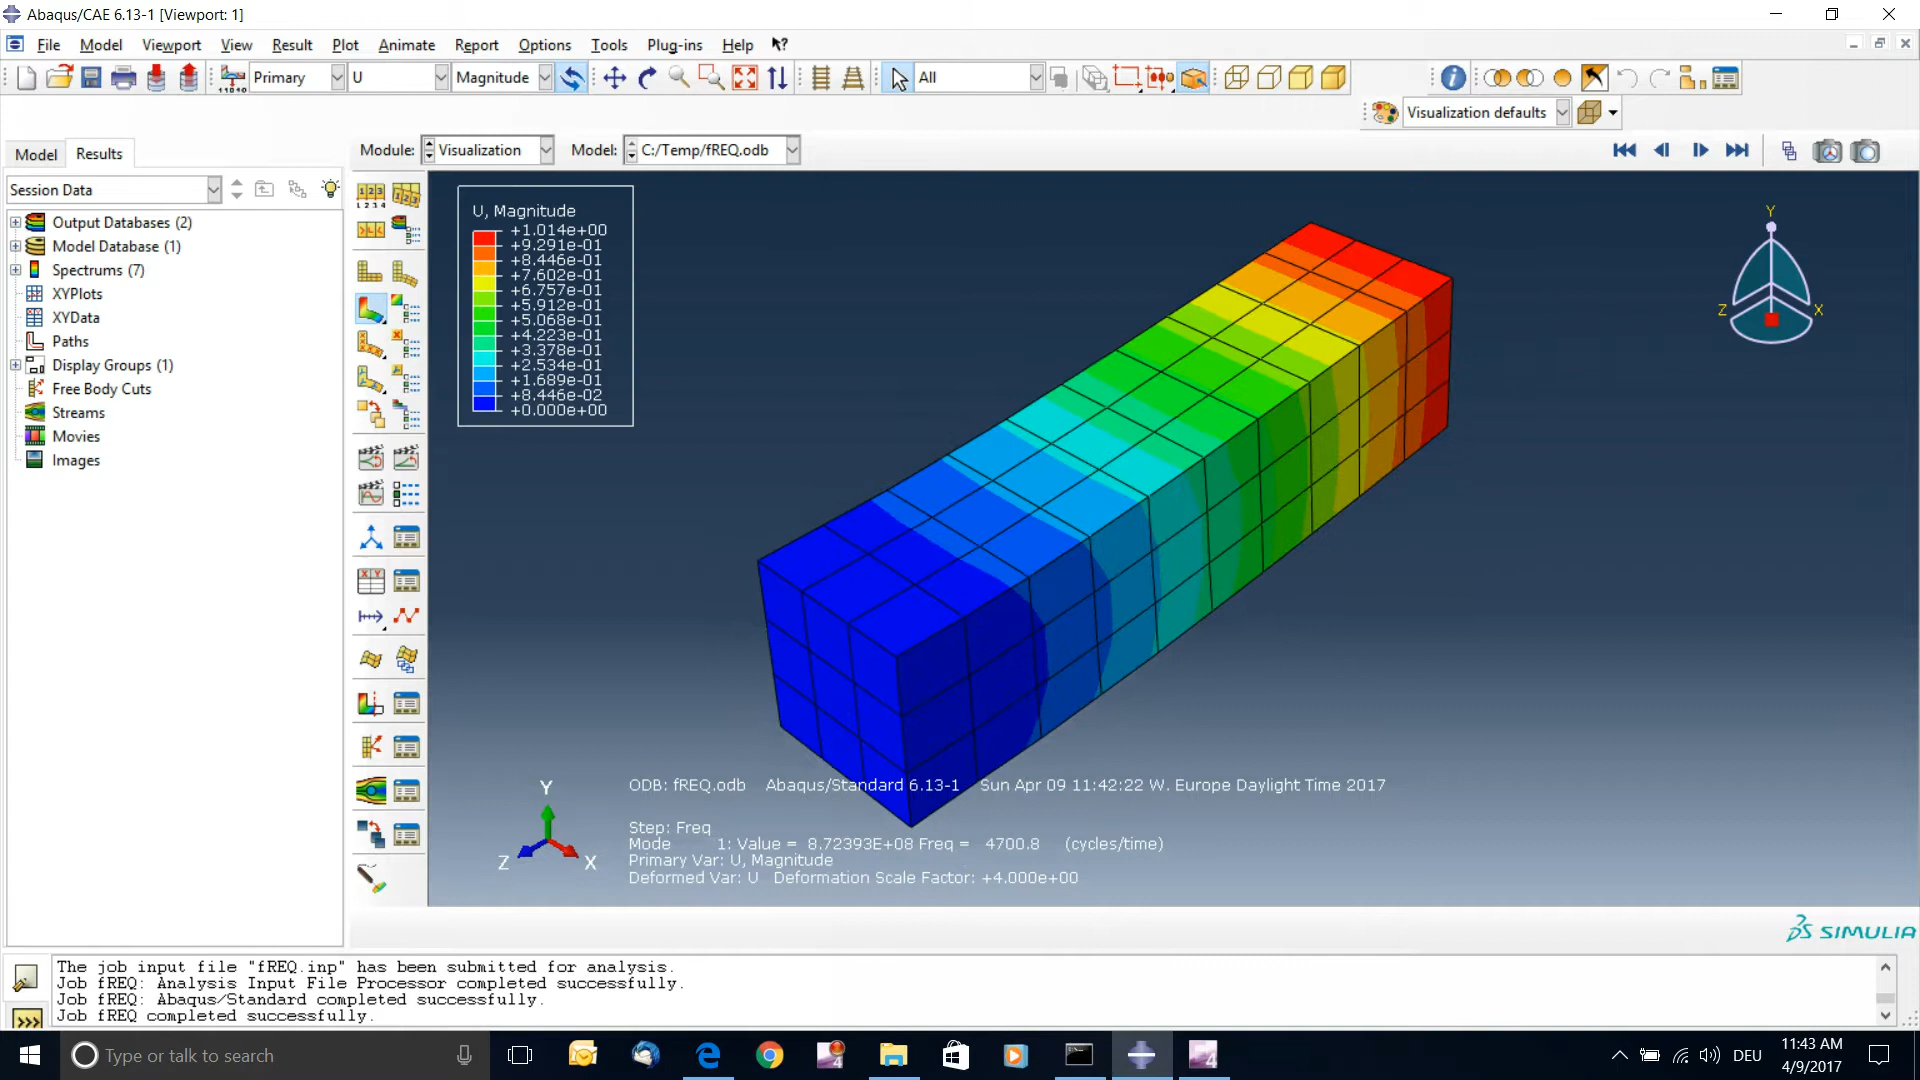 Abaqus/CAE 6.13-1 [Viewport: 1]
File Model Viewport View Result Plot Animate Report Options Tools Plug-ins Help
Primary U Magnitude All
Visualization defaults
Model Results Module: Visualization Model: C:/Temp/fREQ.odb
Session Data
Output Databases (2)
Model Database (1)
Spectrums (7)
XYPlots
XYData
Paths
Display Groups (1)
Free Body Cuts
Streams
Movies
Images
U, Magnitude
+1.014e+00
+9.291e-01
+8.446e-01
+7.602e-01
+6.757e-01
+5.912e-01
+5.068e-01
+4.223e-01
+3.378e-01
+2.534e-01
+1.689e-01
+8.446e-02
+0.000e+00
Y
Z X
Y
Z X
ODB: fREQ.odb Abaqus/Standard 6.13-1 Sun Apr 09 11:42:22 W. Europe Daylight Time 2017
Step: Freq
Mode 1: Value = 8.72393E+08 Freq = 4700.8 (cycles/time)
Primary Var: U, Magnitude
Deformed Var: U Deformation Scale Factor: +4.000e+00
SIMULIA
The job input file "fREQ.inp" has been submitted for analysis.
Job fREQ: Analysis Input File Processor completed successfully.
Job fREQ: Abaqus/Standard completed successfully.
Job fREQ completed successfully.
Type or talk to search
DEU
11:43 AM
4/9/2017